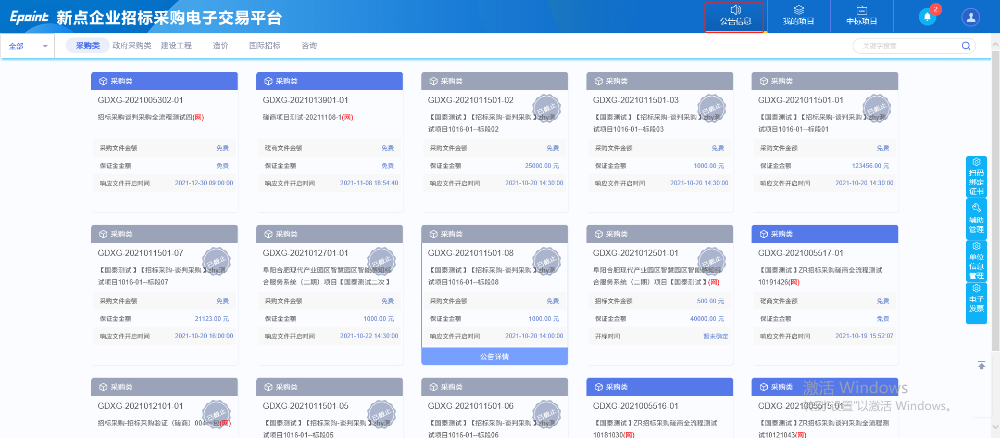 Epoint 新点企业招标采购电子交易平台
公告信息
我的项目
中标项目
2
全部
采购类 政府采购类 建设工程 造价 国际招标 咨询
关键字搜索
采购类
GDXG-2021005302-01
招标采购谈判采购全流程测试四(网)
采购文件金额 免费
保证金金额 免费
响应文件开启时间 2021-12-30 09:00:00
采购类
GDXG-2021013901-01
磋商项目测试-20211108-1(网)
磋商文件金额 免费
保证金金额 免费
响应文件开启时间 2021-11-08 18:54:40
采购类
GDXG-2021011501-02
已截止
【国泰测试】【招标采购-谈判采购】zhy测
试项目1016-01--标段02
采购文件金额 免费
保证金金额 25000.00 元
响应文件开启时间 2021-10-20 14:30:00
采购类
GDXG-2021011501-03
已截止
【国泰测试】【招标采购-谈判采购】zhy测
试项目1016-01--标段03
采购文件金额 免费
保证金金额 1000.00 元
响应文件开启时间 2021-10-20 14:30:00
采购类
GDXG-2021011501-01
已截止
【国泰测试】【招标采购-谈判采购】zhy测
试项目1016-01--标段01
采购文件金额 免费
保证金金额 123456.00 元
响应文件开启时间 2021-10-20 14:30:00
采购类
GDXG-2021011501-07
已截止
【国泰测试】【招标采购-谈判采购】zhy测
试项目1016-01--标段07
采购文件金额 免费
保证金金额 21123.00 元
响应文件开启时间 2021-10-20 16:00:00
采购类
GDXG-2021012701-01
已截止
阜阳合肥现代产业园区智慧园区智能感知综
合服务系统（二期）项目【国泰测试二次】
采购文件金额 免费
保证金金额 1000.00 元
响应文件开启时间 2021-10-22 14:30:00
采购类
GDXG-2021011501-08
已截止
【国泰测试】【招标采购-谈判采购】zhy测
试项目1016-01--标段08
采购文件金额 免费
保证金金额 1000.00 元
响应文件开启时间 2021-10-20 14:00:00
公告详情
采购类
GDXG-2021012501-01
已截止
阜阳合肥现代产业园区智慧园区智能感知综
合服务系统（二期）项目【国泰测试】(网)
招标文件金额 500.00 元
保证金金额 40000.00 元
开标时间 暂未确定
采购类
GDXG-2021005517-01
【国泰测试】ZR招标采购磋商全流程测试
10191426(网)
磋商文件金额 免费
保证金金额 免费
响应文件开启时间 2021-10-19 15:52:07
采购类
GDXG-2021012101-01
已截止
招标采购-招标采购验证（磋商）004一包(网)
采购类
GDXG-2021011501-05
已截止
【国泰测试】【招标采购-谈判采购】zhy测
试项目1016-01--标段05
采购类
GDXG-2021011501-06
已截止
【国泰测试】【招标采购-谈判采购】zhy测
试项目1016-01--标段06
采购类
GDXG-2021005516-01
【国泰测试】ZR招标采购磋商全流程测试
10181030(网)
采购类
GDXG-2021005515-01
【国泰测试】ZR招标采购谈判采购全流程测
试10121043(网)
扫码
绑定
证书
辅助
管理
单位
信息
管理
电子
发票
激活 Windows
转到"设置"以激活 Windows。